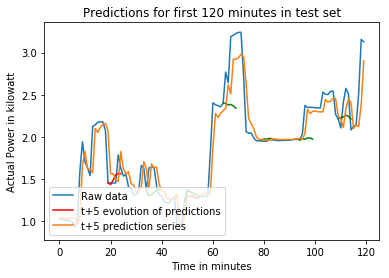 Predictions for first 120 minutes in test set
Actual Power in kilowatt
3.0
2.5
2.0
1.5
1.0
Raw data
t+5 evolution of predictions
t+5 prediction series
0 20 40 60 80 100 120
Time in minutes